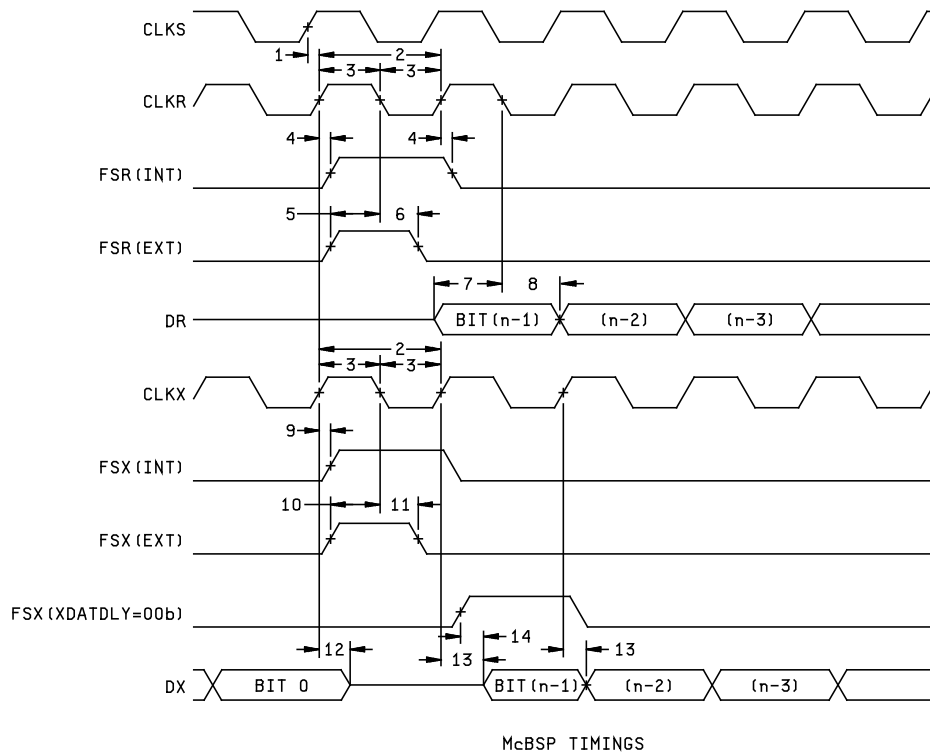 CLKS
1 2
3 3
CLKR
4 4
FSR(INT)
5 6
FSR(EXT)
7 8
DR BIT(n-1) (n-2) (n-3)
2
3 3
CLKX
9
FSX(INT)
10 11
FSX(EXT)
FSX(XDATDLY=00b)
14
12 13 13
DX BIT 0 BIT(n-1) (n-2) (n-3)
McBSP TIMINGS